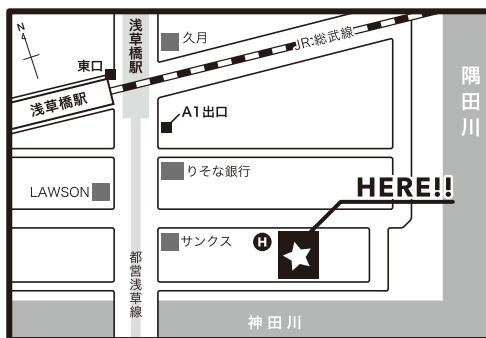 N
4
浅草橋駅
久月
東口
JR:総武線
浅草橋駅
A1出口
隅田川
りそな銀行
LAWSON
HERE!!
サンクス
H
都営浅草線
神田川